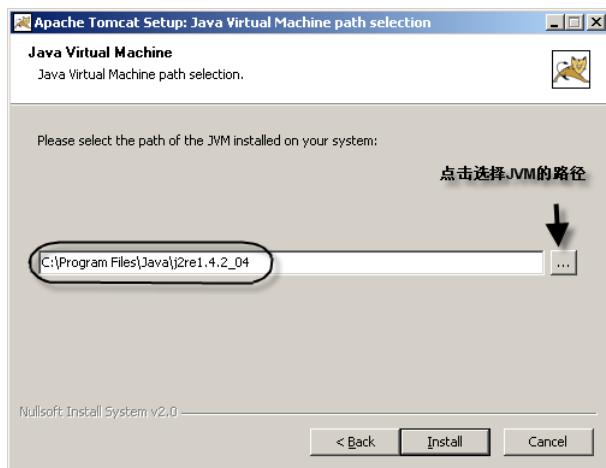 Apache Tomcat Setup: Java Virtual Machine path selection
Java Virtual Machine
Java Virtual Machine path selection.
Please select the path of the JVM installed on your system:
点击选择JVM的路径
C:\Program Files\Java\j2re1.4.2_04
...
Nullsoft Install System v2.0
< Back
Install
Cancel